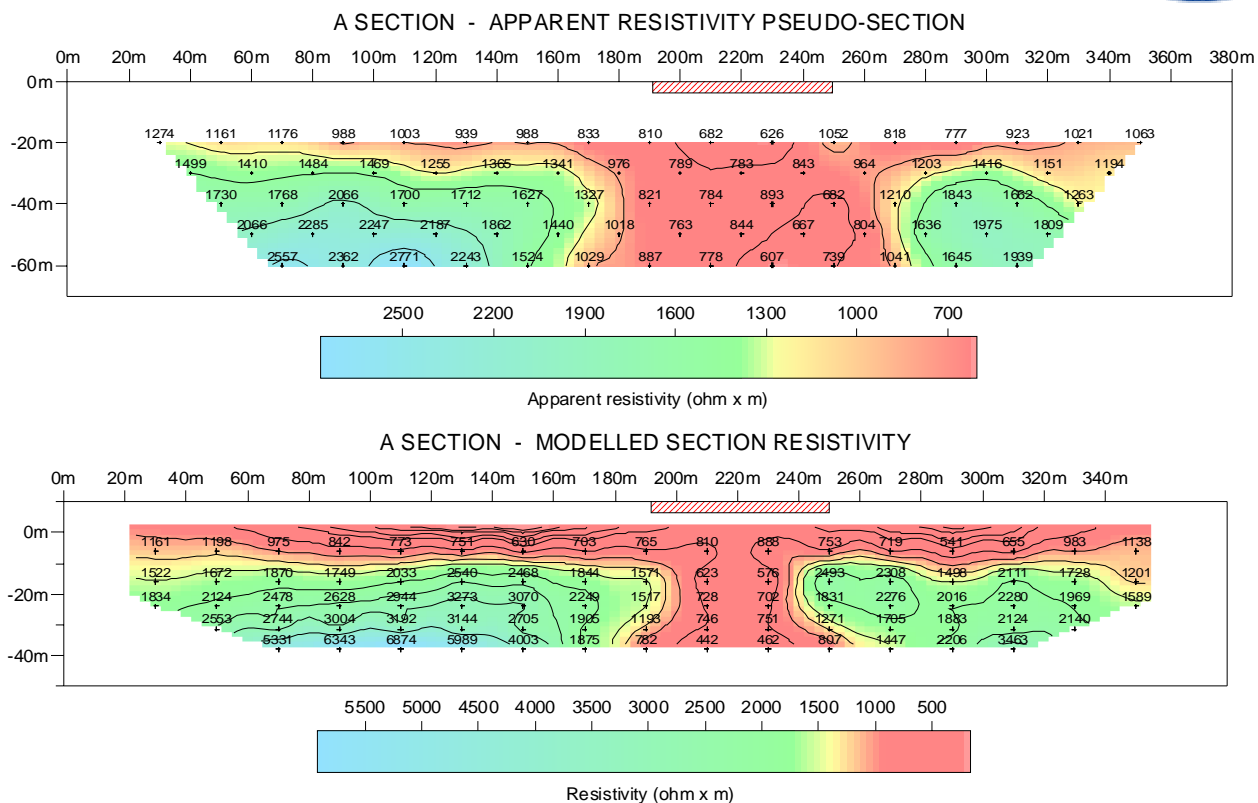 A SECTION - APPARENT RESISTIVITY PSEUDO-SECTION
0m 20m 40m 60m 80m 100m 120m 140m 160m 180m 200m 220m 240m 260m 280m 300m 320m 340m 360m 380m
0m
1274 1161 1176 988 1003 939 988 833 810 682 626 1052 818 777 923 1021 1063
-20m
1499 1410 1484 1469 1255 1365 1341 976 789 783 843 964 1203 1416 1151 1194
1730 1768 2066 1700 1712 1627 1327 821 784 893 682 1210 1843 1662 1263
-40m
2066 2285 2247 2187 1862 1440 1018 763 844 667 804 1636 1975 1809
2557 2362 2771 2243 1524 1029 887 778 607 739 1041 1645 1939
-60m
2500 2200 1900 1600 1300 1000 700
Apparent resistivity (ohm x m)
A SECTION - MODELLED SECTION RESISTIVITY
0m 20m 40m 60m 80m 100m 120m 140m 160m 180m 200m 220m 240m 260m 280m 300m 320m 340m
0m
1161 1198 975 842 773 751 630 703 765 810 888 753 719 541 655 983 1138
1522 1672 1870 1749 2033 2540 2468 1844 1571 623 576 2493 2308 1498 2111 1728 1201
-20m
1834 2124 2478 2628 2944 3273 3070 2249 1517 728 702 1831 2276 2016 2280 1969 1589
2553 2744 3004 3192 3144 2705 1905 1193 746 751 1271 1705 1883 2124 2140
5331 6343 6874 5989 4003 1875 782 442 462 807 1447 2206 3463
-40m
5500 5000 4500 4000 3500 3000 2500 2000 1500 1000 500
Resistivity (ohm x m)